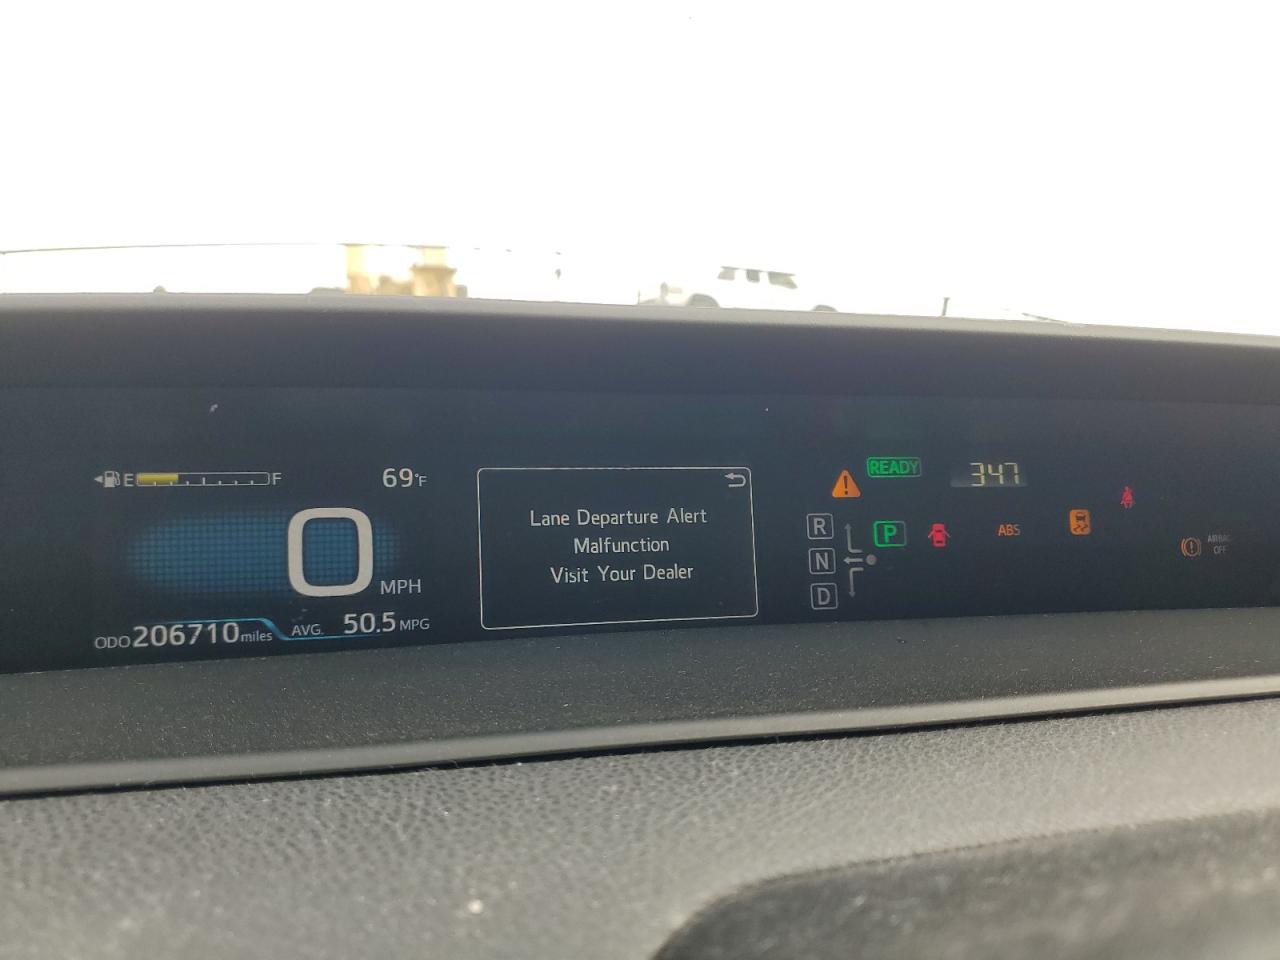 E F
69°F
0 MPH
ODO 206710 miles
AVG. 50.5 MPG
Lane Departure Alert
Malfunction
Visit Your Dealer
READY
347
R
N
D
P
ABS
AIRBAG
OFF